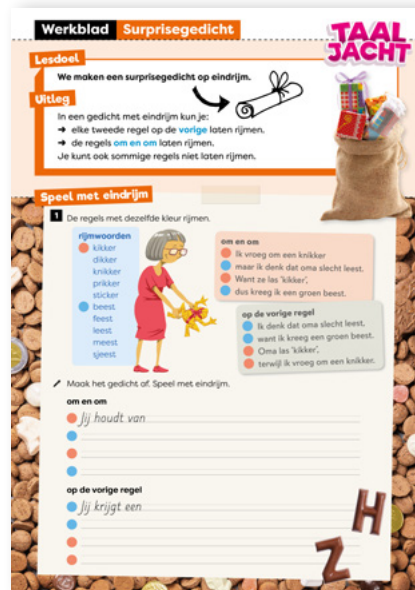 Werkblad Surprisegedicht
TAAL
JACHT
Lesdoel
We maken een surprisegedicht op eindrijm.
Uitleg
In een gedicht met eindrijm kun je:
➔ elke tweede regel op de vorige laten rijmen.
➔ de regels om en om laten rijmen.
Je kunt ook sommige regels niet laten rijmen.
Speel met eindrijm
1 De regels met dezelfde kleur rijmen.
rijmwoorden
kikker
dikker
knikker
prikker
sticker
beest
feest
leest
meest
sjeest
om en om
Ik vroeg om een knikker
maar ik denk dat oma slecht leest.
Want ze las 'kikker',
dus kreeg ik een groen beest.
op de vorige regel
Ik denk dat oma slecht leest,
want ik kreeg een groen beest.
Oma las 'kikker',
terwijl ik vroeg om een knikker.
Maak het gedicht af. Speel met eindrijm.
om en om
Jij houdt van
op de vorige regel
Jij krijgt een
H
Z